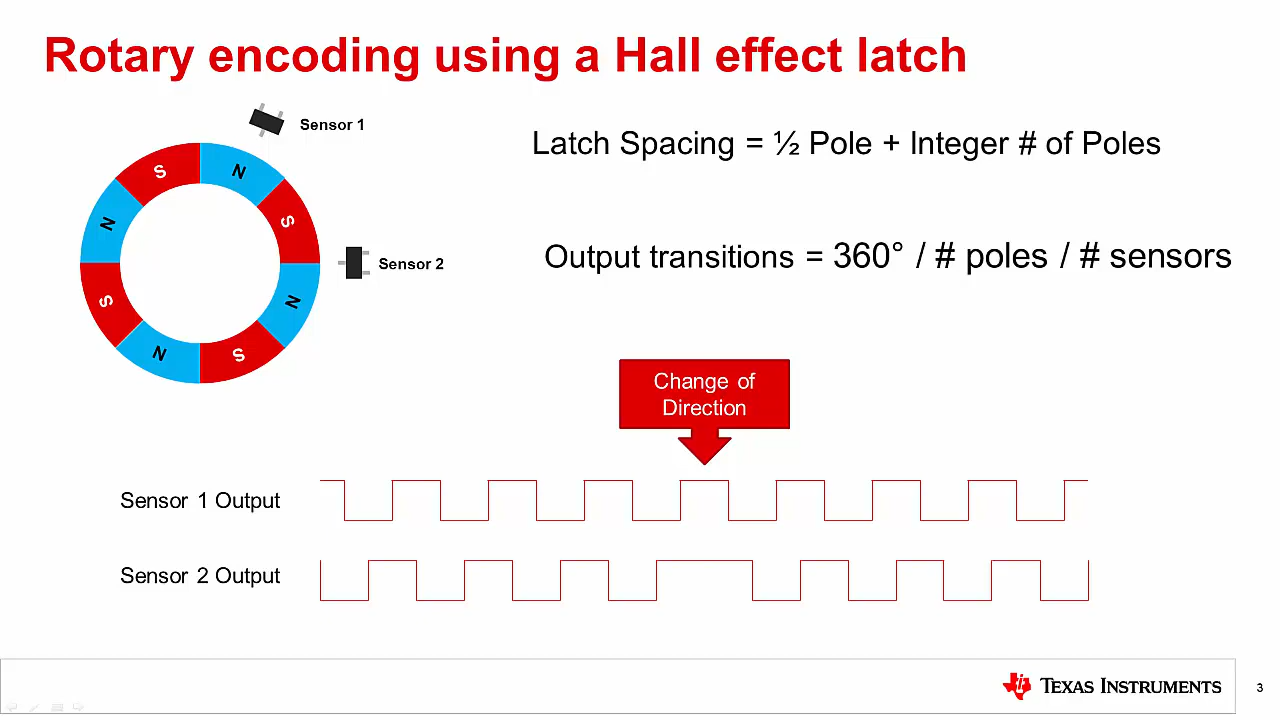 Rotary encoding using a Hall effect latch
Sensor 1
Latch Spacing = ½ Pole + Integer # of Poles
S
N
N
S
Output transitions = 360° / # poles / # sensors
Sensor 2
S
N
N
S
Change of
Direction
Sensor 1 Output
Sensor 2 Output
TEXAS INSTRUMENTS
3